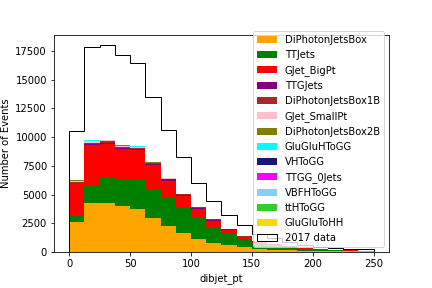 Number of Events
17500
15000
12500
10000
7500
5000
2500
0
0
50
100
150
200
250
dibjet_pt
DiPhotonJetsBox
TTJets
GJet_BigPt
TTGJets
DiPhotonJetsBox1B
GJet_SmallPt
DiPhotonJetsBox2B
GluGluHToGG
VHToGG
TTGG_0Jets
VBFHToGG
ttHToGG
GluGluToHH
2017 data